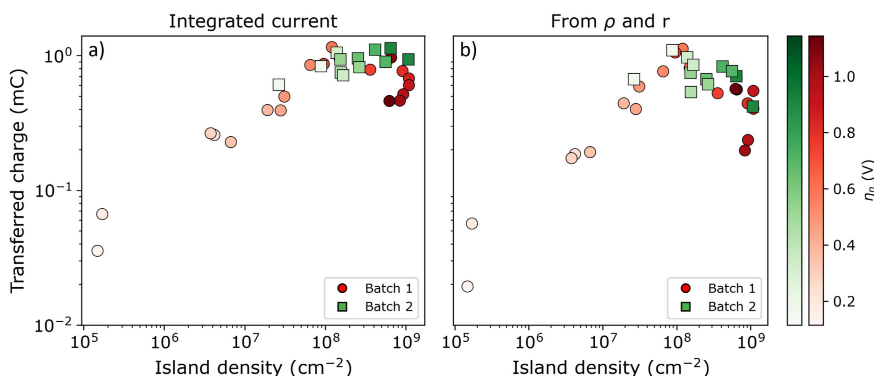 Integrated current
From ρ and r
a)
b)
Transferred charge (mC)
10⁰
10⁻¹
10⁻²
Batch 1
Batch 2
Batch 1
Batch 2
10⁵
10⁶
10⁷
10⁸
10⁹
10⁵
10⁶
10⁷
10⁸
10⁹
Island density (cm⁻²)
Island density (cm⁻²)
1.0
0.8
0.6
0.4
0.2
ηₙ (V)